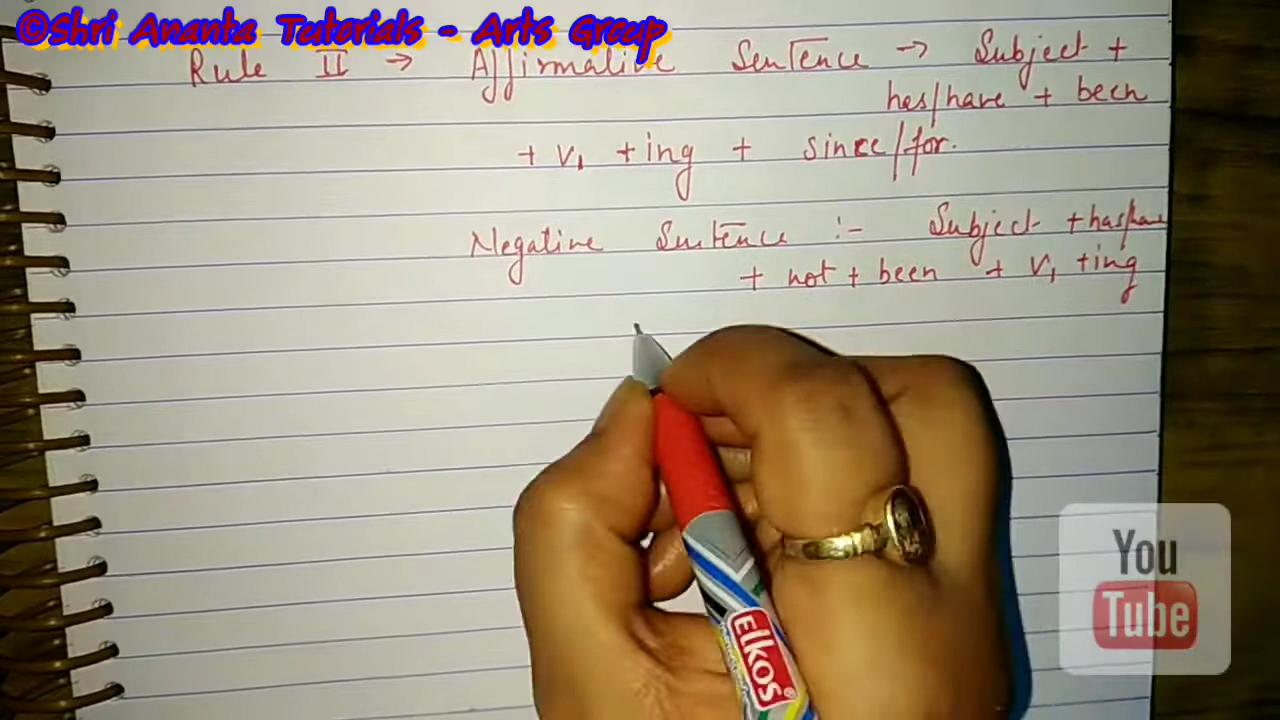 ©Shri Ananta Tutorials - Arts Greep
Rule II → Affirmative Sentence → Subject +
has/have + been
+ V₁ + ing + since/for.
Negative Sentence :- Subject + has/have
+ not + been + V₁ + ing
Elkos®
You
Tube